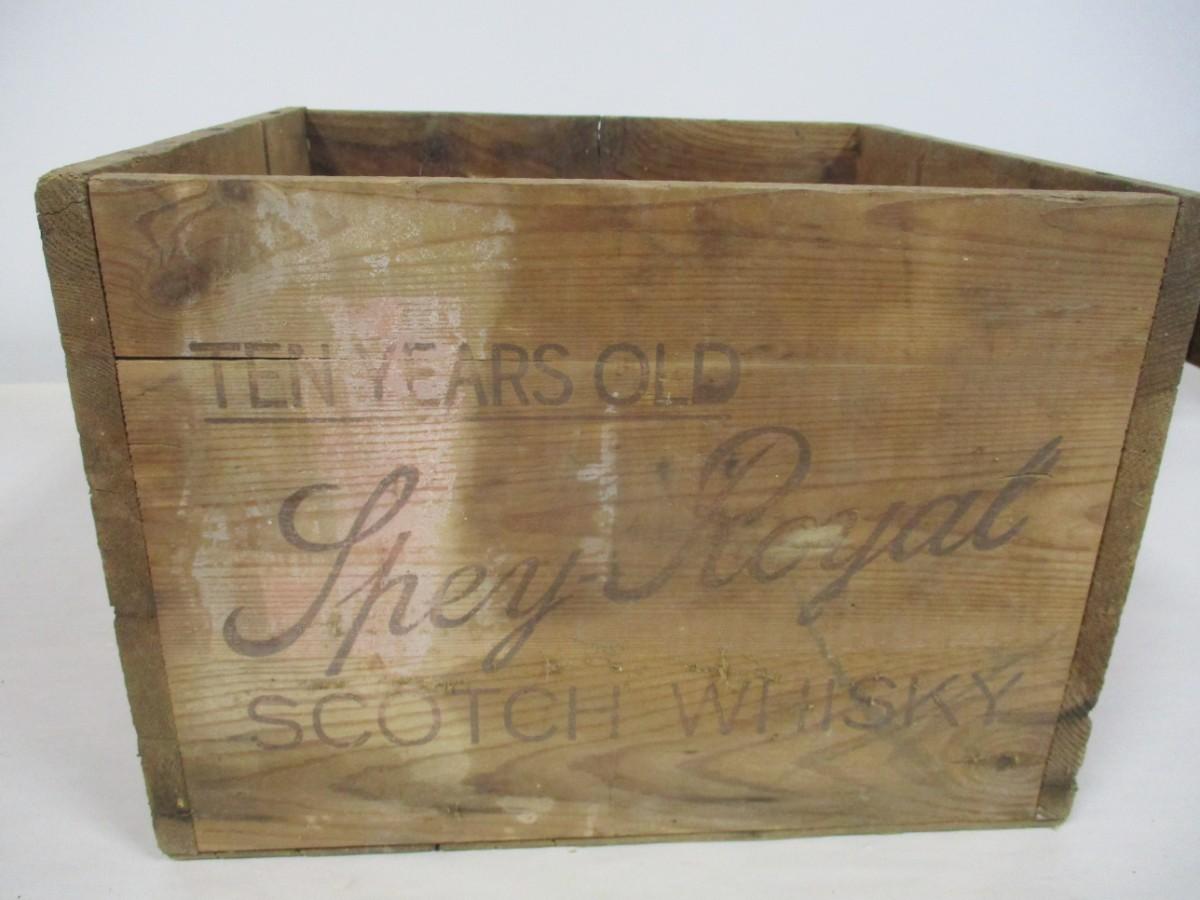 TEN YEARS OLD
Spey-Royal
SCOTCH WHISKY